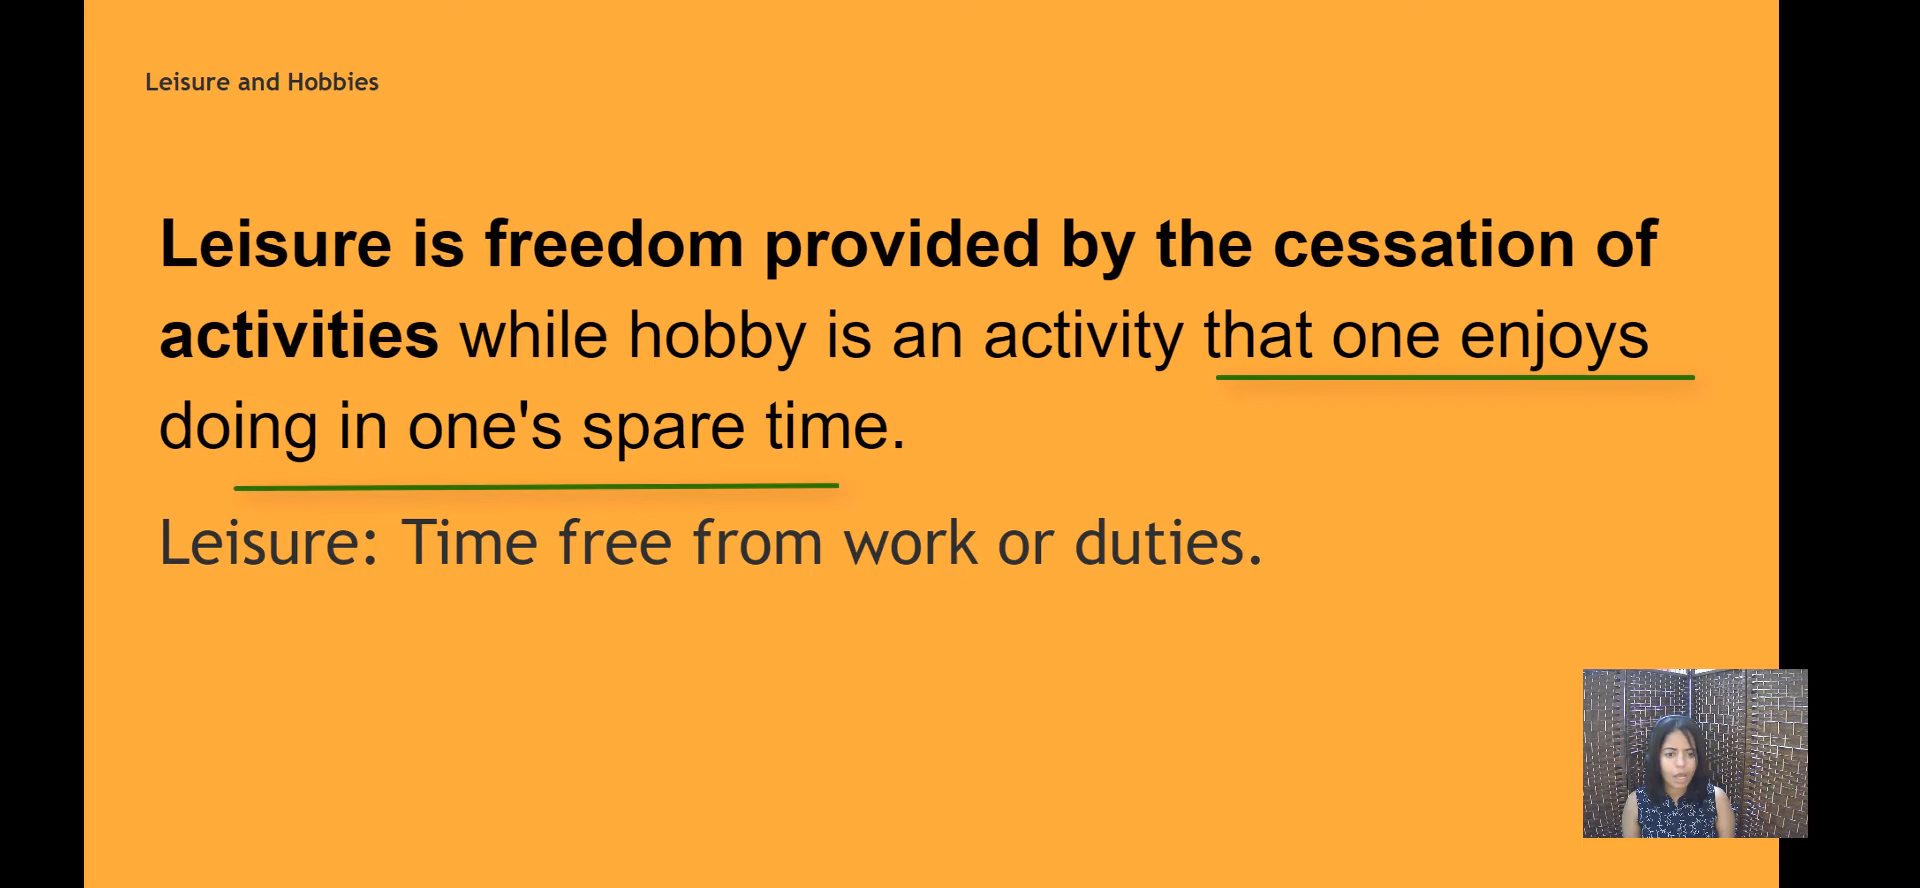 Leisure and Hobbies
Leisure is freedom provided by the cessation of
activities while hobby is an activity that one enjoys
doing in one's spare time.
Leisure: Time free from work or duties.